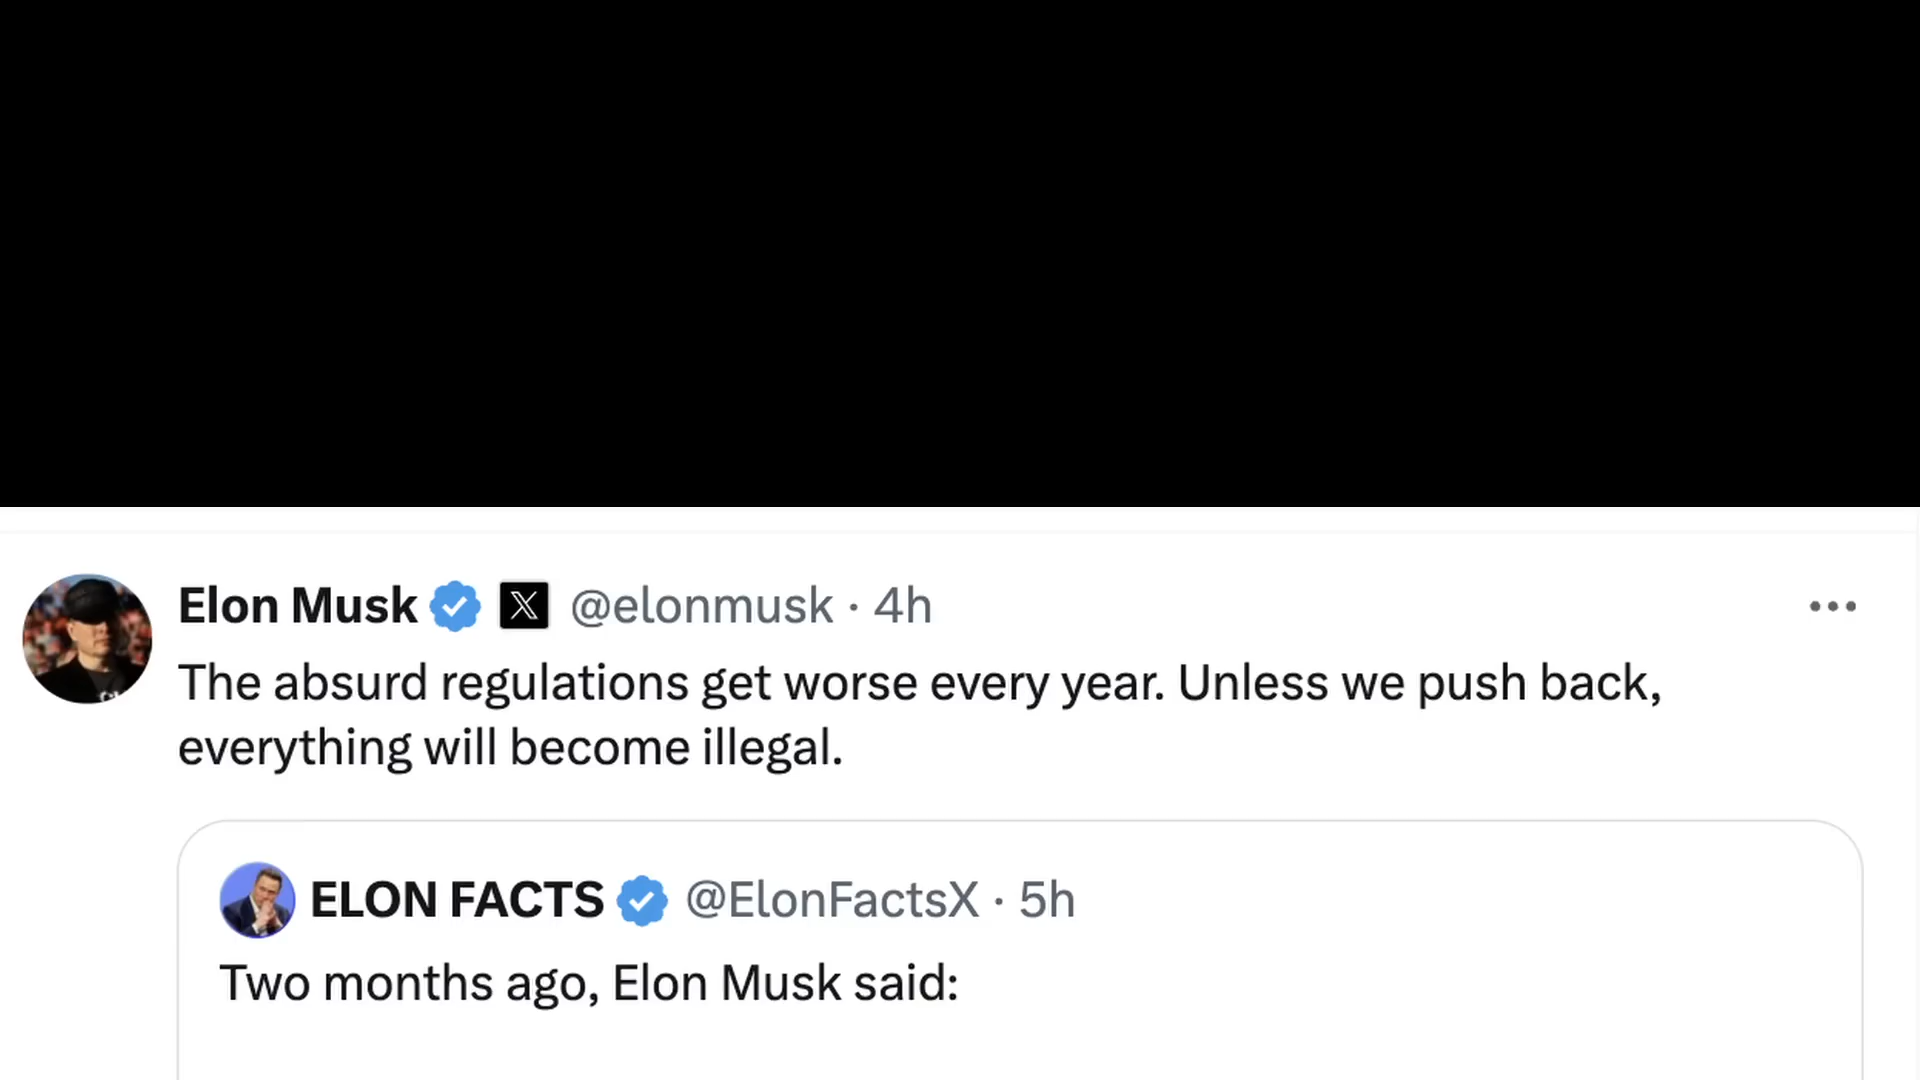 Elon Musk @elonmusk · 4h
The absurd regulations get worse every year. Unless we push back,
everything will become illegal.
ELON FACTS @ElonFactsX · 5h
Two months ago, Elon Musk said: